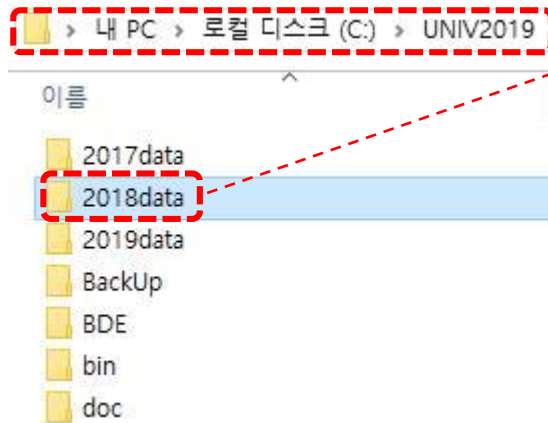 > 내 PC > 로컬 디스크 (C:) > UNIV2019
이름
2017data
2018data
2019data
BackUp
BDE
bin
doc